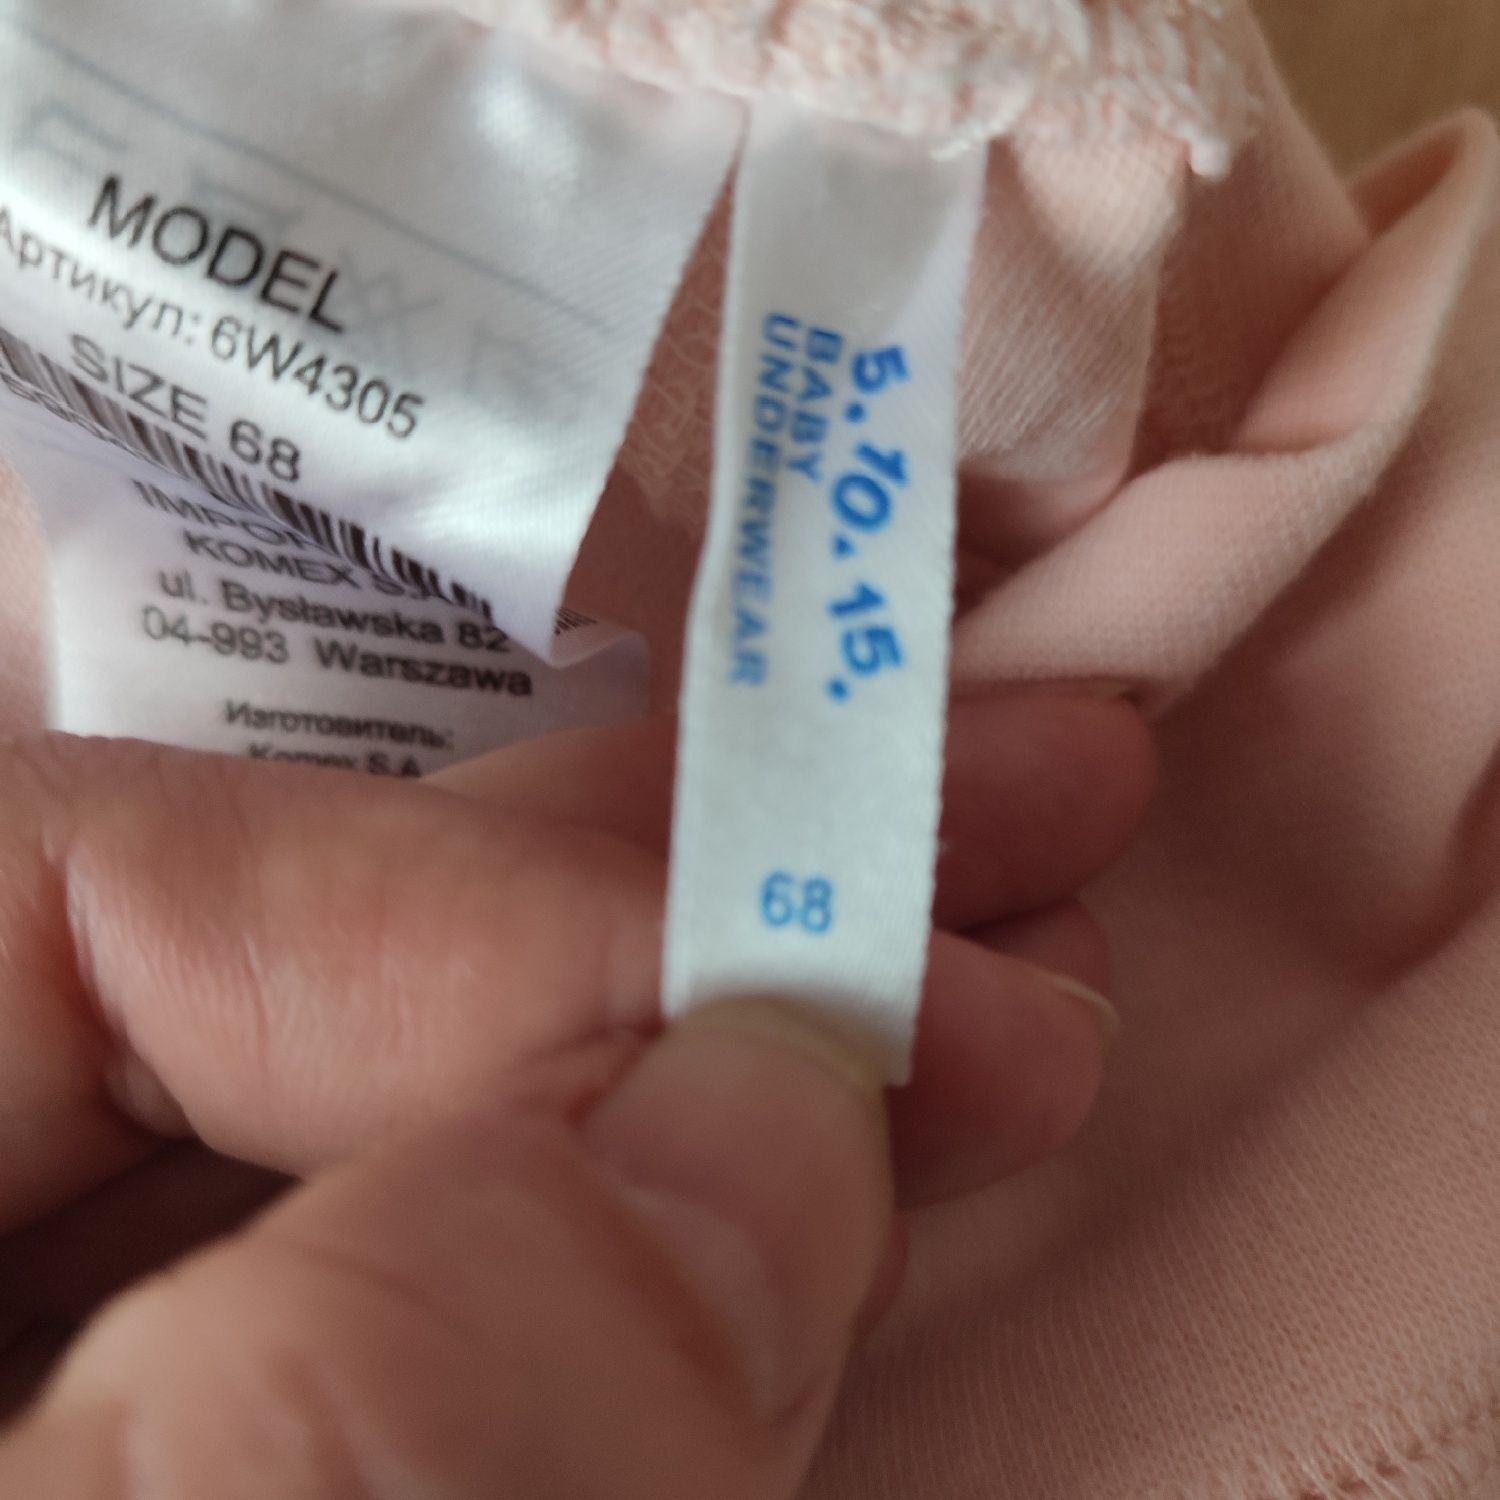 MODEL
Артикул: 6W4305
SIZE 68
KOMEX
ul. Bysławska 82
04-993 Warszawa
Изготовитель:
Komex S.A.
5.10.15.
BABY
UNDERWEAR
68